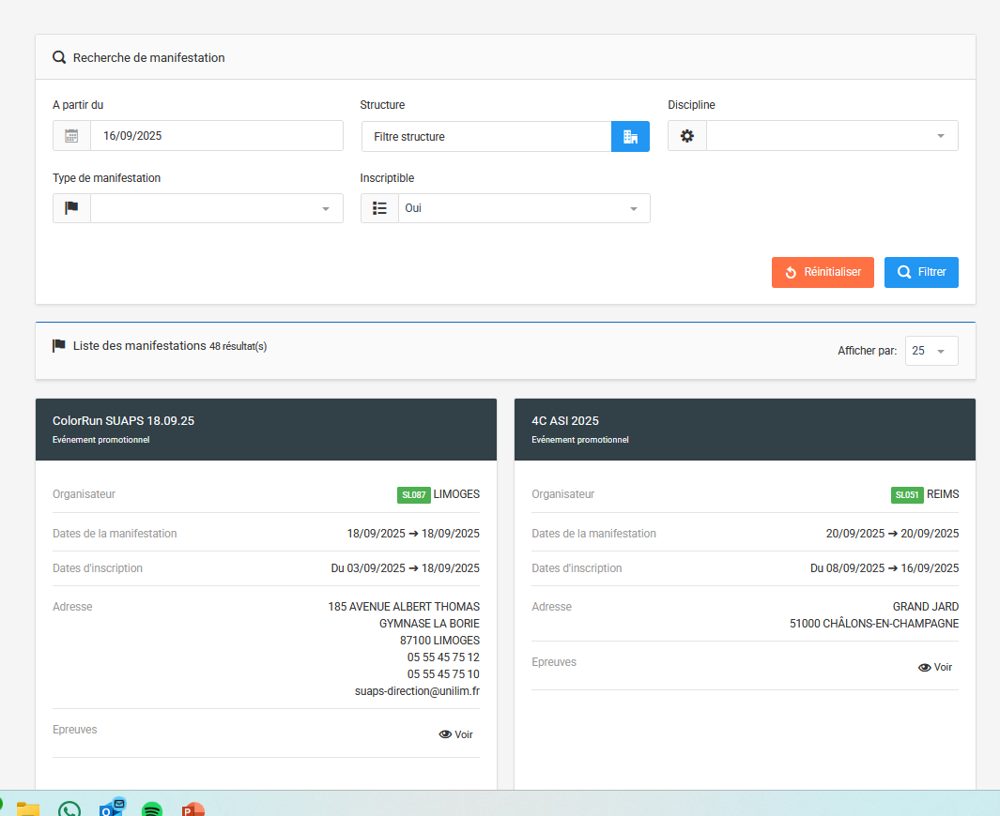 Recherche de manifestation
A partir du
Structure
Discipline
16/09/2025
Filtre structure
Type de manifestation
Inscriptible
Oui
Réinitialiser
Filtrer
Liste des manifestations 48 résultat(s)
Afficher par: 25
ColorRun SUAPS 18.09.25
Evénement promotionnel
Organisateur SL087 LIMOGES
Dates de la manifestation 18/09/2025 ➔ 18/09/2025
Dates d'inscription Du 03/09/2025 ➔ 18/09/2025
Adresse 185 AVENUE ALBERT THOMAS
GYMNASE LA BORIE
87100 LIMOGES
05 55 45 75 12
05 55 45 75 10
suaps-direction@unilim.fr
Epreuves Voir
4C ASI 2025
Evénement promotionnel
Organisateur SL051 REIMS
Dates de la manifestation 20/09/2025 ➔ 20/09/2025
Dates d'inscription Du 08/09/2025 ➔ 16/09/2025
Adresse GRAND JARD
51000 CHÂLONS-EN-CHAMPAGNE
Epreuves Voir